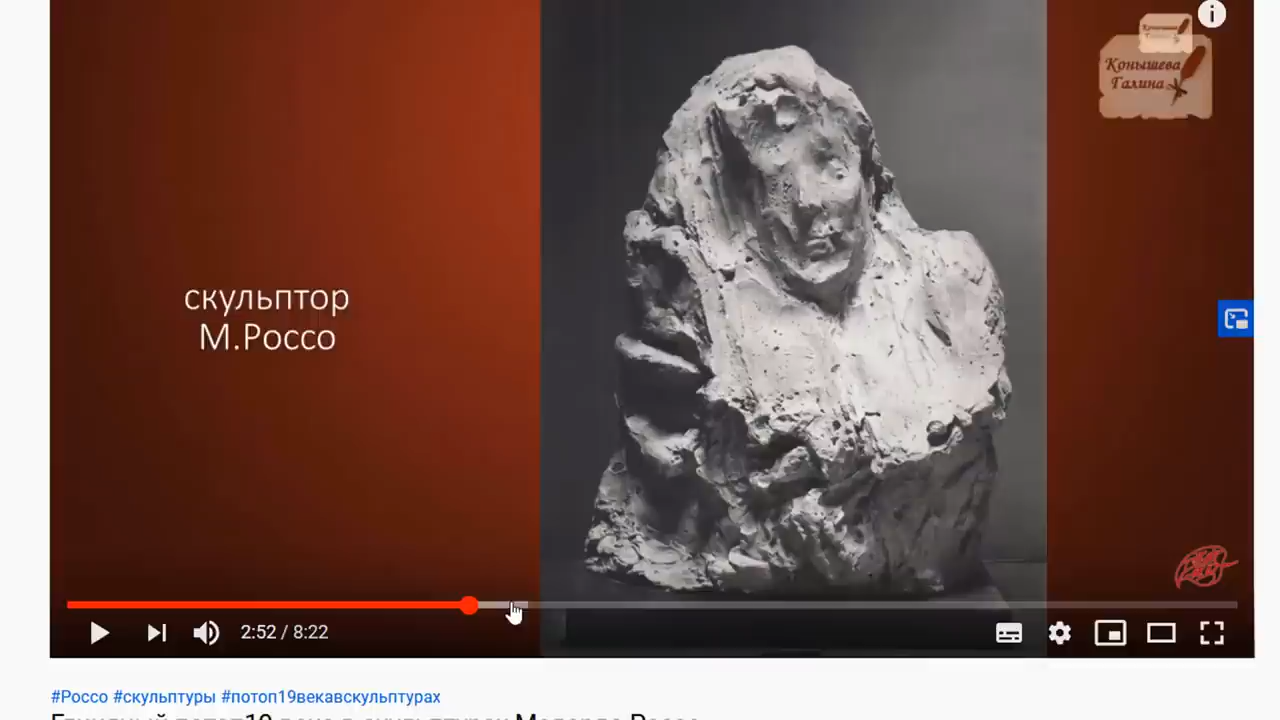 Конышева
Галина
скульптор
М.Россо
2:52 / 8:22
#Россо #скульптуры #потоп19векавскульптурах